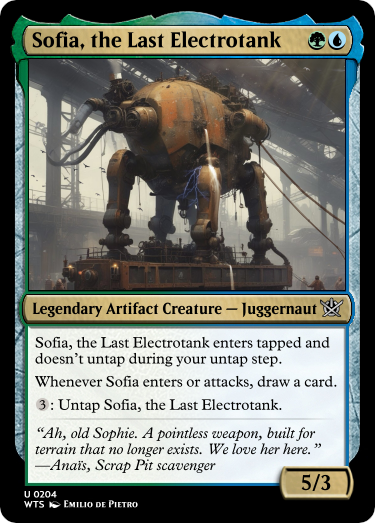 Sofia, the Last Electrotank
Legendary Artifact Creature — Juggernaut
Sofia, the Last Electrotank enters tapped and
doesn't untap during your untap step.
Whenever Sofia enters or attacks, draw a card.
3: Untap Sofia, the Last Electrotank.
"Ah, old Sophie. A pointless weapon, built for
terrain that no longer exists. We love her here."
—Anaïs, Scrap Pit scavenger
5/3
U 0204
WTS Emilio de Pietro